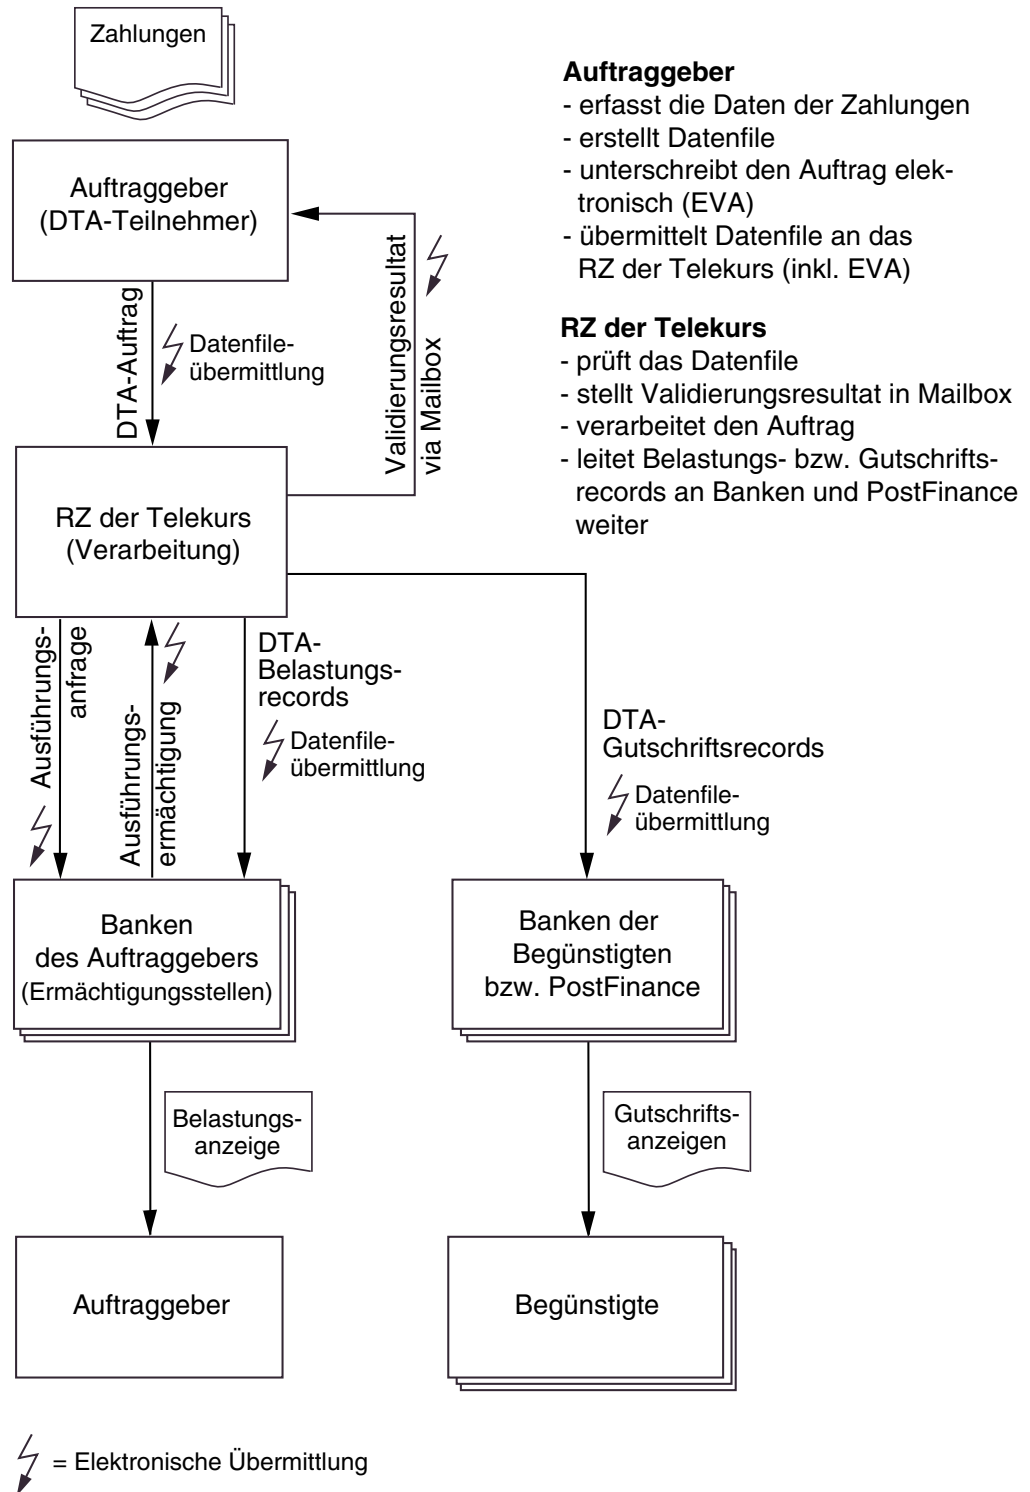 Zahlungen
Auftraggeber
(DTA-Teilnehmer)
Auftraggeber
- erfasst die Daten der Zahlungen
- erstellt Datenfile
- unterschreibt den Auftrag elek-
tronisch (EVA)
- übermittelt Datenfile an das
RZ der Telekurs (inkl. EVA)
RZ der Telekurs
- prüft das Datenfile
- stellt Validierungsresultat in Mailbox
- verarbeitet den Auftrag
- leitet Belastungs- bzw. Gutschrifts-
records an Banken und PostFinance
weiter
DTA-Auftrag
Datenfile-
übermittlung
Validierungsresultat
via Mailbox
RZ der Telekurs
(Verarbeitung)
Ausführungs-
anfrage
Ausführungs-
ermächtigung
DTA-
Belastungs-
records
Datenfile-
übermittlung
DTA-
Gutschriftsrecords
Datenfile-
übermittlung
Banken
des Auftraggebers
(Ermächtigungsstellen)
Banken der
Begünstigten
bzw. PostFinance
Belastungs-
anzeige
Gutschrifts-
anzeigen
Auftraggeber
Begünstigte
= Elektronische Übermittlung